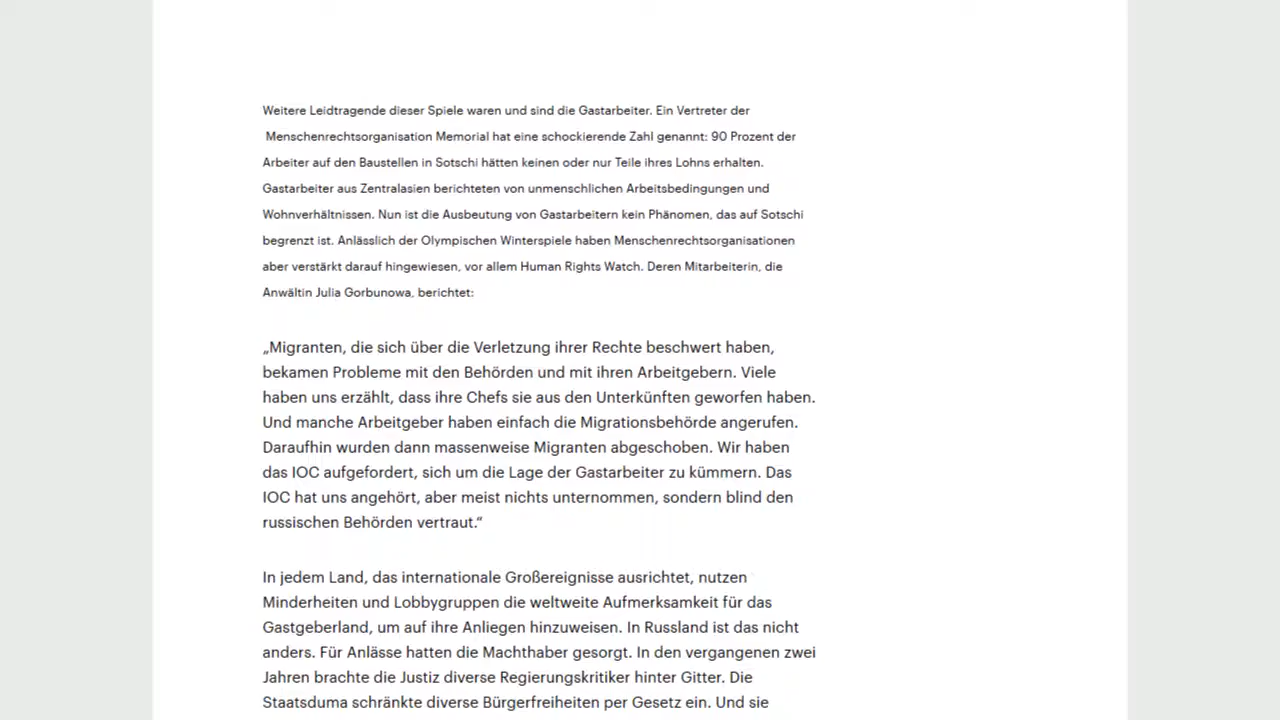 Weitere Leidtragende dieser Spiele waren und sind die Gastarbeiter. Ein Vertreter der
Menschenrechtsorganisation Memorial hat eine schockierende Zahl genannt: 90 Prozent der
Arbeiter auf den Baustellen in Sotschi hätten keinen oder nur Teile ihres Lohns erhalten.
Gastarbeiter aus Zentralasien berichteten von unmenschlichen Arbeitsbedingungen und
Wohnverhältnissen. Nun ist die Ausbeutung von Gastarbeitern kein Phänomen, das auf Sotschi
begrenzt ist. Anlässlich der Olympischen Winterspiele haben Menschenrechtsorganisationen
aber verstärkt darauf hingewiesen, vor allem Human Rights Watch. Deren Mitarbeiterin, die
Anwältin Julia Gorbunowa, berichtet:
„Migranten, die sich über die Verletzung ihrer Rechte beschwert haben,
bekamen Probleme mit den Behörden und mit ihren Arbeitgebern. Viele
haben uns erzählt, dass ihre Chefs sie aus den Unterkünften geworfen haben.
Und manche Arbeitgeber haben einfach die Migrationsbehörde angerufen.
Daraufhin wurden dann massenweise Migranten abgeschoben. Wir haben
das IOC aufgefordert, sich um die Lage der Gastarbeiter zu kümmern. Das
IOC hat uns angehört, aber meist nichts unternommen, sondern blind den
russischen Behörden vertraut.“
In jedem Land, das internationale Großereignisse ausrichtet, nutzen
Minderheiten und Lobbygruppen die weltweite Aufmerksamkeit für das
Gastgeberland, um auf ihre Anliegen hinzuweisen. In Russland ist das nicht
anders. Für Anlässe hatten die Machthaber gesorgt. In den vergangenen zwei
Jahren brachte die Justiz diverse Regierungskritiker hinter Gitter. Die
Staatsduma schränkte diverse Bürgerfreiheiten per Gesetz ein. Und sie